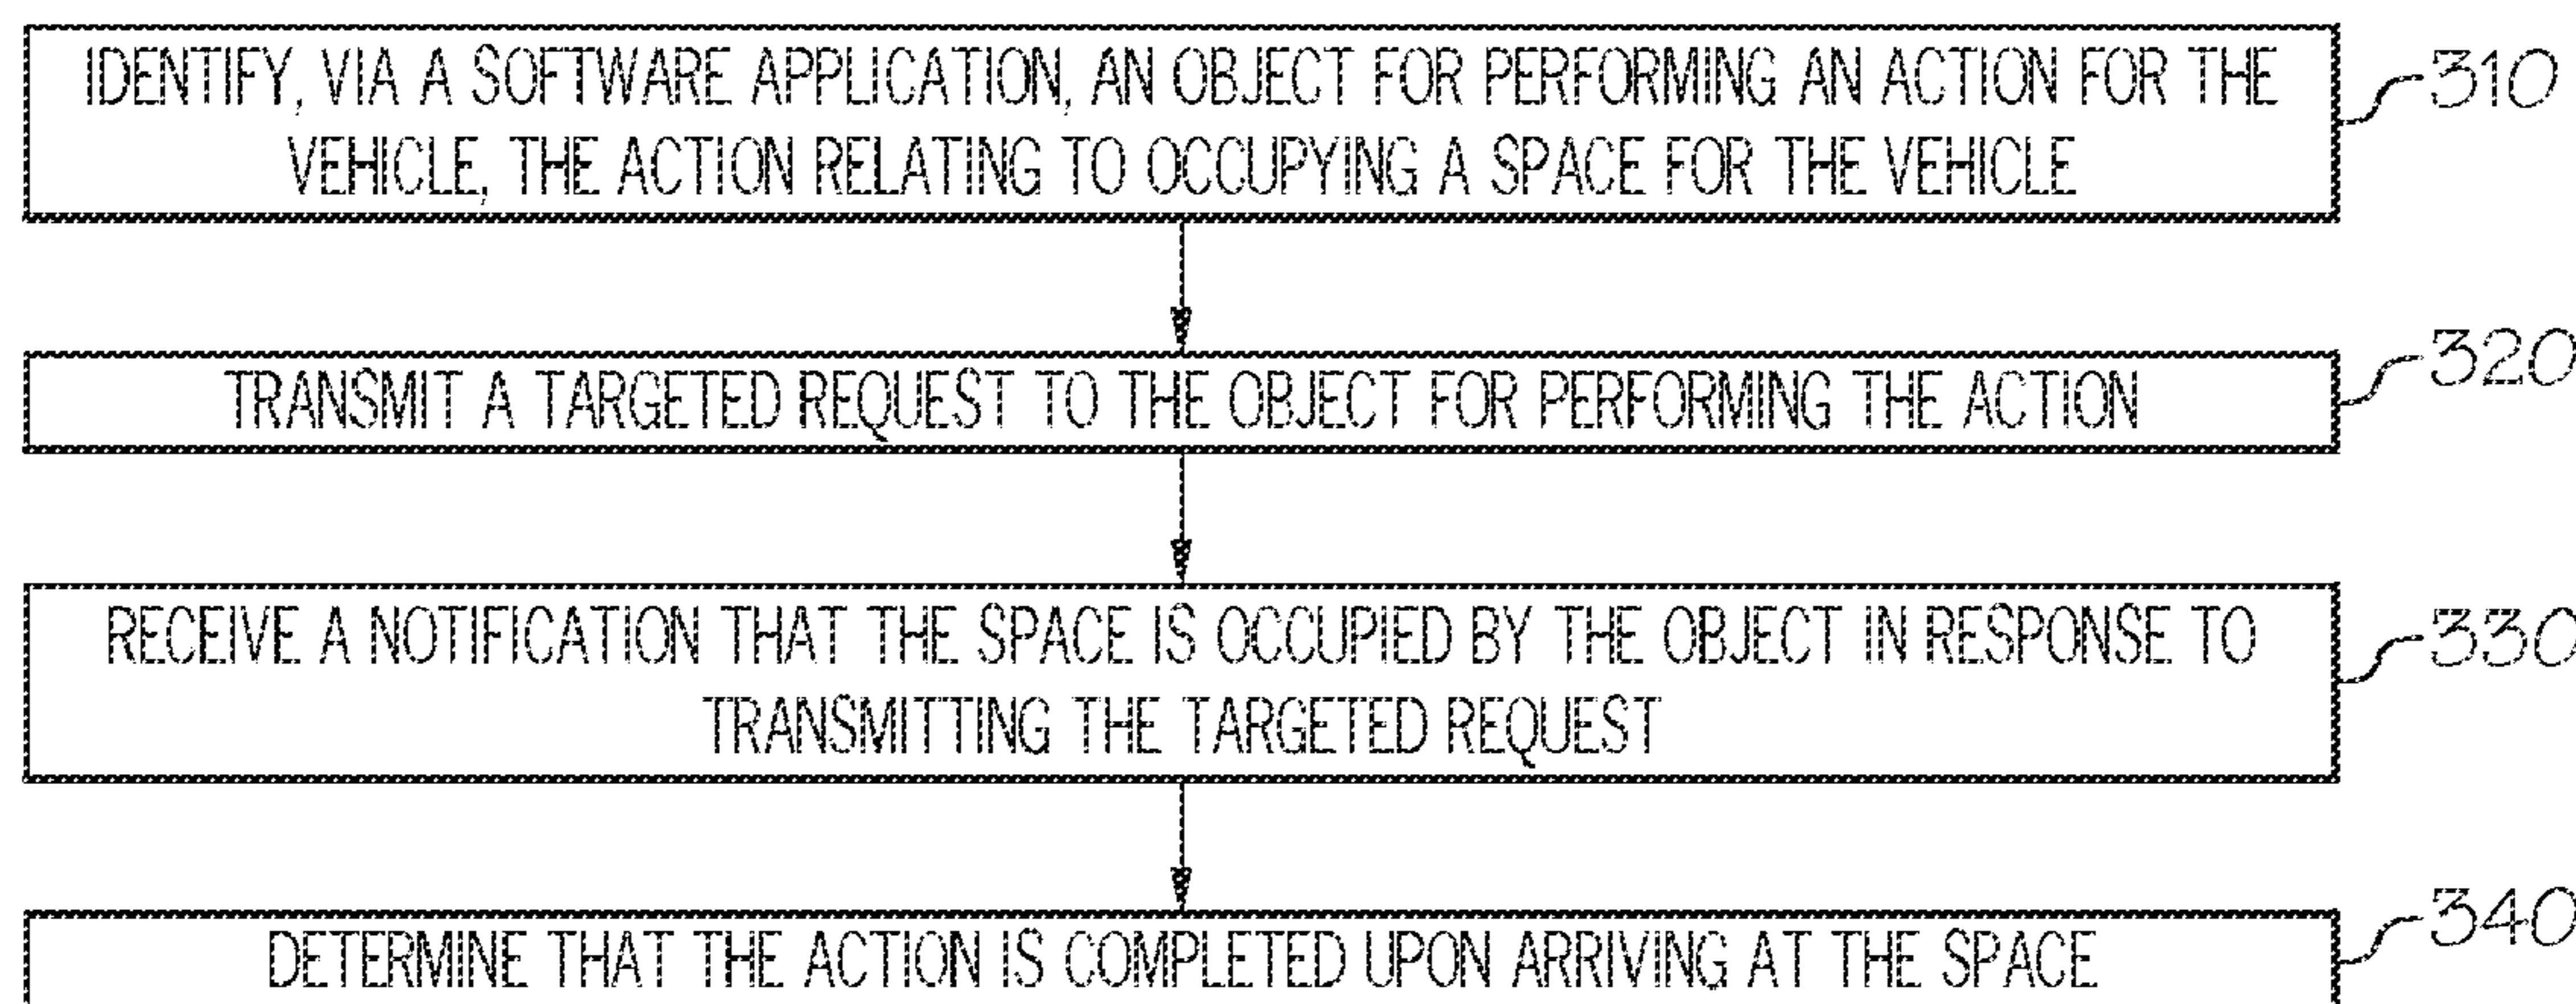 IDENTIFY, VIA A SOFTWARE APPLICATION, AN OBJECT FOR PERFORMING AN ACTION FOR THE
VEHICLE, THE ACTION RELATING TO OCCUPYING A SPACE FOR THE VEHICLE
310
TRANSMIT A TARGETED REQUEST TO THE OBJECT FOR PERFORMING THE ACTION
320
RECEIVE A NOTIFICATION THAT THE SPACE IS OCCUPIED BY THE OBJECT IN RESPONSE TO
TRANSMITTING THE TARGETED REQUEST
330
DETERMINE THAT THE ACTION IS COMPLETED UPON ARRIVING AT THE SPACE
340